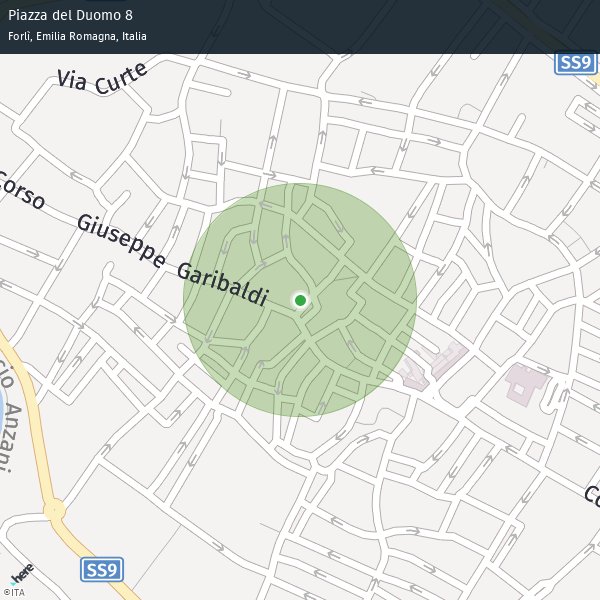 Piazza del Duomo 8
Forlì, Emilia Romagna, Italia
SS9
Via Curte
Corso Giuseppe Garibaldi
Anzani
Co
SS9
here
©ITA